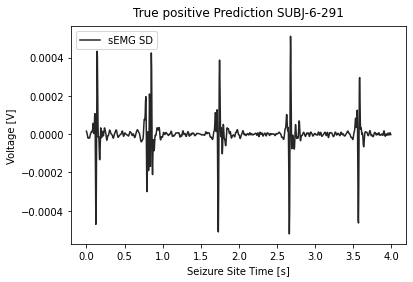 True positive Prediction SUBJ-6-291
sEMG SD
Voltage [V]
0.0004
0.0002
0.0000
−0.0002
−0.0004
0.0 0.5 1.0 1.5 2.0 2.5 3.0 3.5 4.0
Seizure Site Time [s]